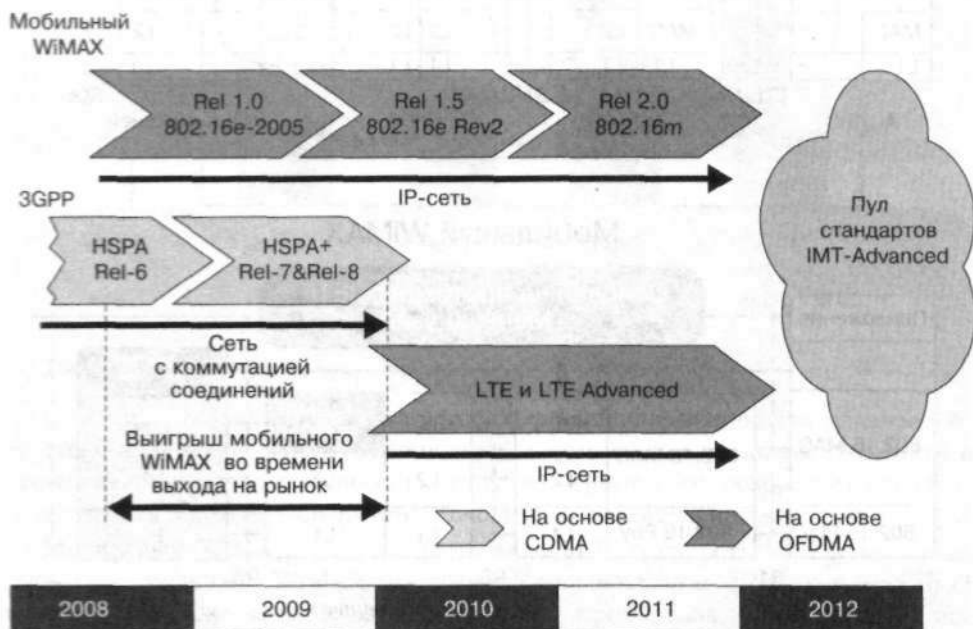 Мобильный
WiMAX
Rel 1.0
802.16e-2005
Rel 1.5
802.16e Rev2
Rel 2.0
802.16m
IP-сеть
3GPP
HSPA
Rel-6
HSPA+
Rel-7&Rel-8
Сеть
с коммутацией
соединений
LTE и LTE Advanced
IP-сеть
Пул
стандартов
IMT-Advanced
Выигрыш мобильного
WiMAX во времени
выхода на рынок
На основе
CDMA
На основе
OFDMA
2008
2009
2010
2011
2012